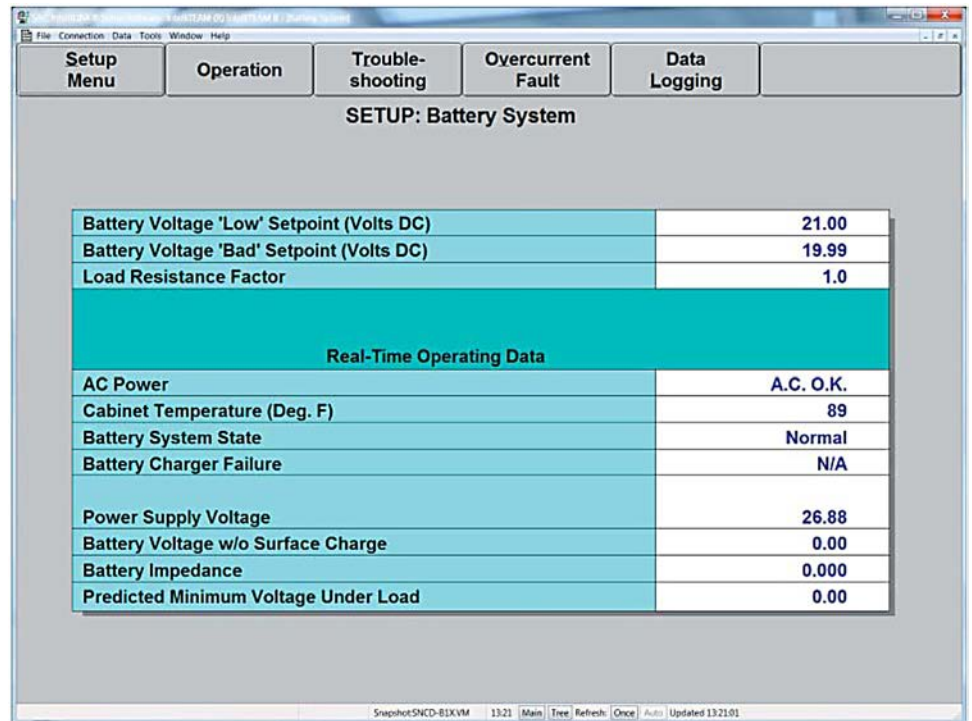 File Connection Data Tools Window Help
Setup Menu
Operation
Trouble-shooting
Overcurrent Fault
Data Logging
SETUP: Battery System
Battery Voltage 'Low' Setpoint (Volts DC) 21.00
Battery Voltage 'Bad' Setpoint (Volts DC) 19.99
Load Resistance Factor 1.0
Real-Time Operating Data
AC Power A.C. O.K.
Cabinet Temperature (Deg. F) 89
Battery System State Normal
Battery Charger Failure N/A
Power Supply Voltage 26.88
Battery Voltage w/o Surface Charge 0.00
Battery Impedance 0.000
Predicted Minimum Voltage Under Load 0.00
Snapshot:SNCD-B1X.VM 13:21 Main Tree Refresh: Once Auto Updated 13:21:01